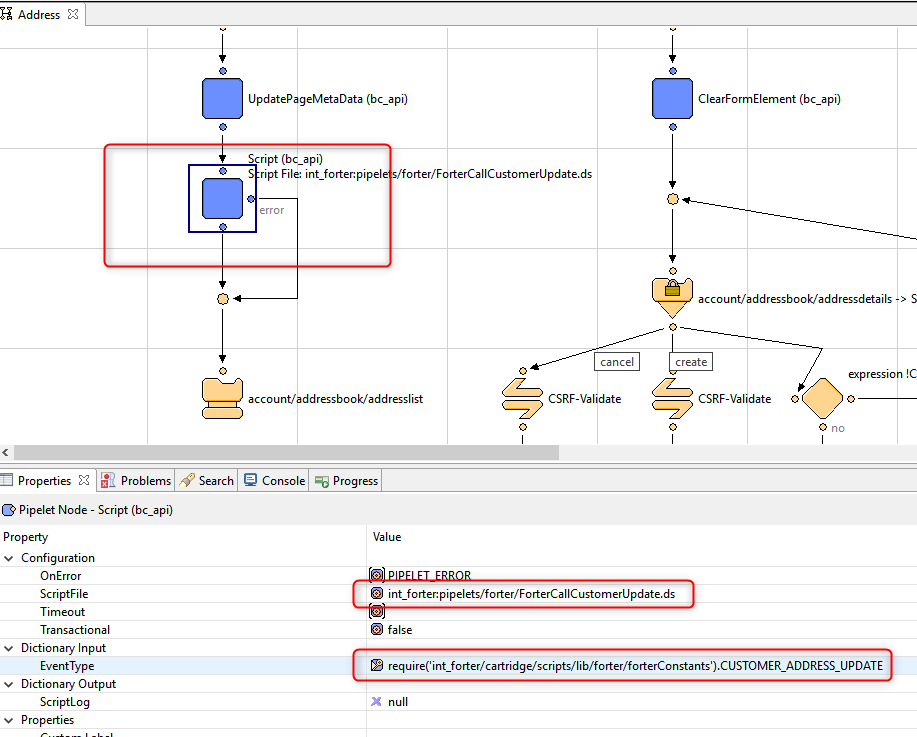 Address
UpdatePageMetaData (bc_api)
ClearFormElement (bc_api)
Script (bc_api)
Script File: int_forter:pipelets/forter/ForterCallCustomerUpdate.ds
error
account/addressbook/addressdetails -> S
cancel
create
expression !C
account/addressbook/addresslist
CSRF-Validate
CSRF-Validate
no
Properties
Problems
Search
Console
Progress
Pipelet Node - Script (bc_api)
Property Value
Configuration
OnError PIPELET_ERROR
ScriptFile int_forter:pipelets/forter/ForterCallCustomerUpdate.ds
Timeout
Transactional false
Dictionary Input
EventType require('int_forter/cartridge/scripts/lib/forter/forterConstants').CUSTOMER_ADDRESS_UPDATE
Dictionary Output
ScriptLog null
Properties
Custom Label